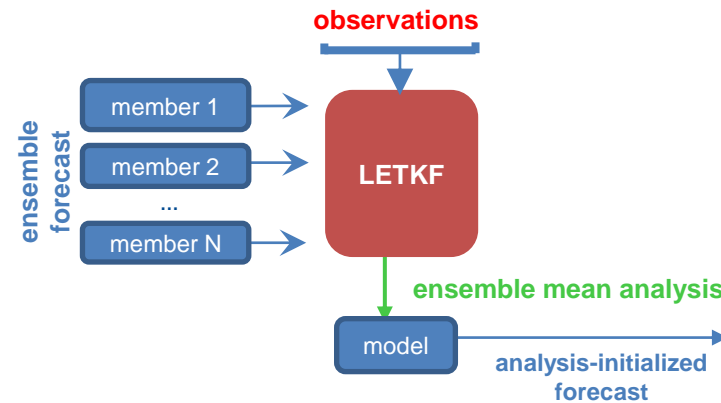 observations
ensemble
forecast
member 1
member 2
...
member N
LETKF
ensemble mean analysis
model
analysis-initialized
forecast